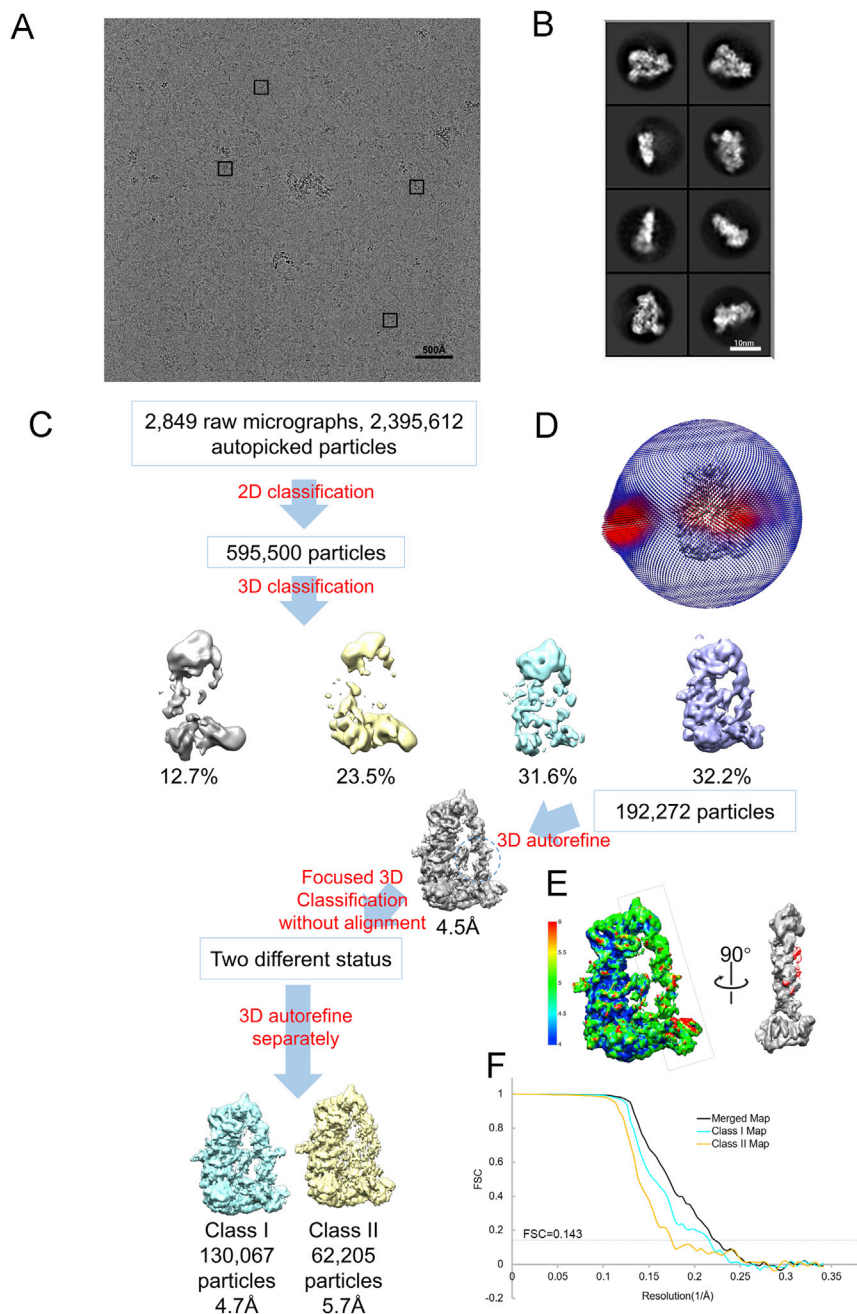 A
500Å
B
10nm
C
2,849 raw micrographs, 2,395,612
autopicked particles
2D classification
595,500 particles
3D classification
12.7%
23.5%
31.6%
32.2%
192,272 particles
3D autorefine
4.5Å
Focused 3D
Classification
without alignment
Two different status
3D autorefine
separately
Class I
130,067
particles
4.7Å
Class II
62,205
particles
5.7Å
D
E
6
5.5
5
4.5
4
90°
F
1
0.8
0.6
0.4
0.2
0
-0.2
FSC
Merged Map
Class I Map
Class II Map
FSC=0.143
0
0.05
0.1
0.15
0.2
0.25
0.3
0.35
Resolution(1/Å)